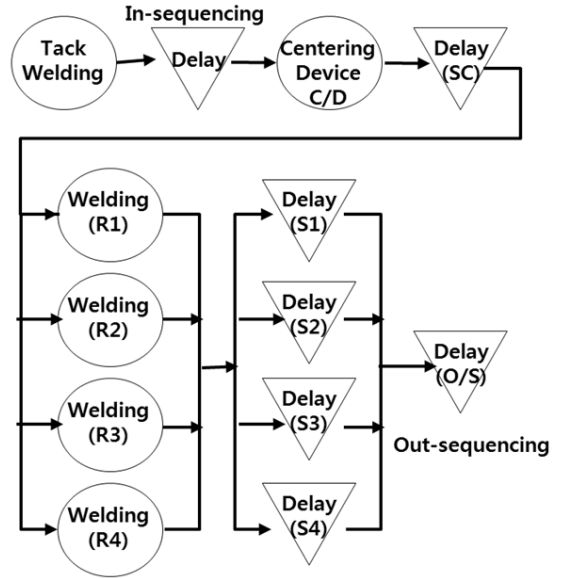 In-sequencing
Tack
Welding
Delay
Centering
Device
C/D
Delay
(SC)
Welding
(R1)
Delay
(S1)
Welding
(R2)
Delay
(S2)
Delay
(O/S)
Welding
(R3)
Delay
(S3)
Out-sequencing
Welding
(R4)
Delay
(S4)